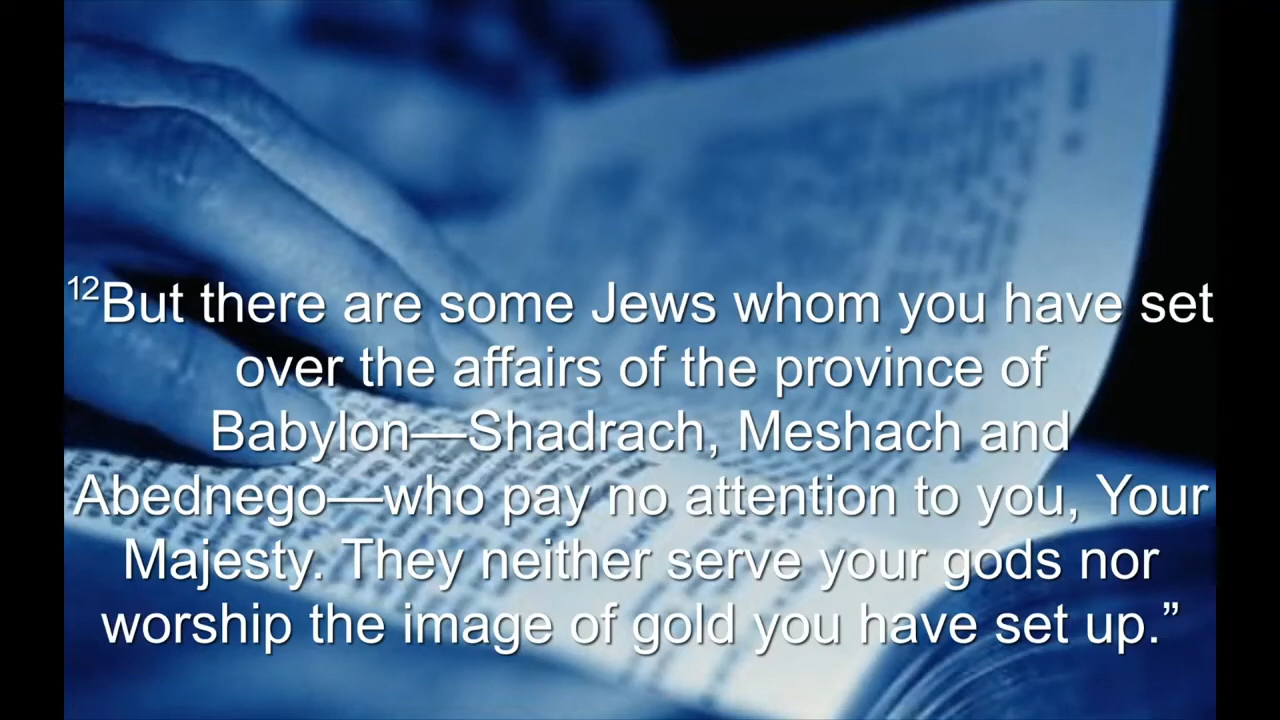 12But there are some Jews whom you have set
over the affairs of the province of
Babylon—Shadrach, Meshach and
Abednego—who pay no attention to you, Your
Majesty. They neither serve your gods nor
worship the image of gold you have set up.”